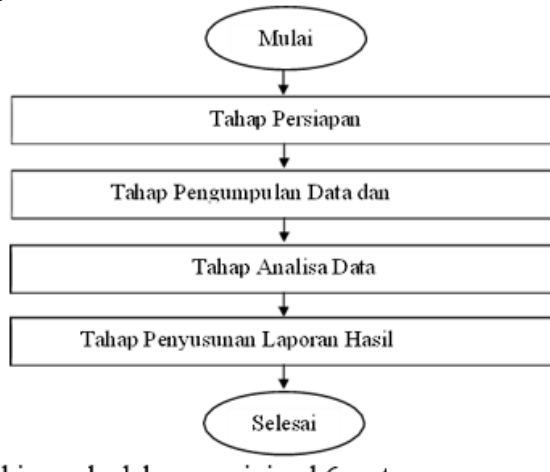 Mulai
Tahap Persiapan
Tahap Pengumpulan Data dan
Tahap Analisa Data
Tahap Penyusunan Laporan Hasil
Selesai